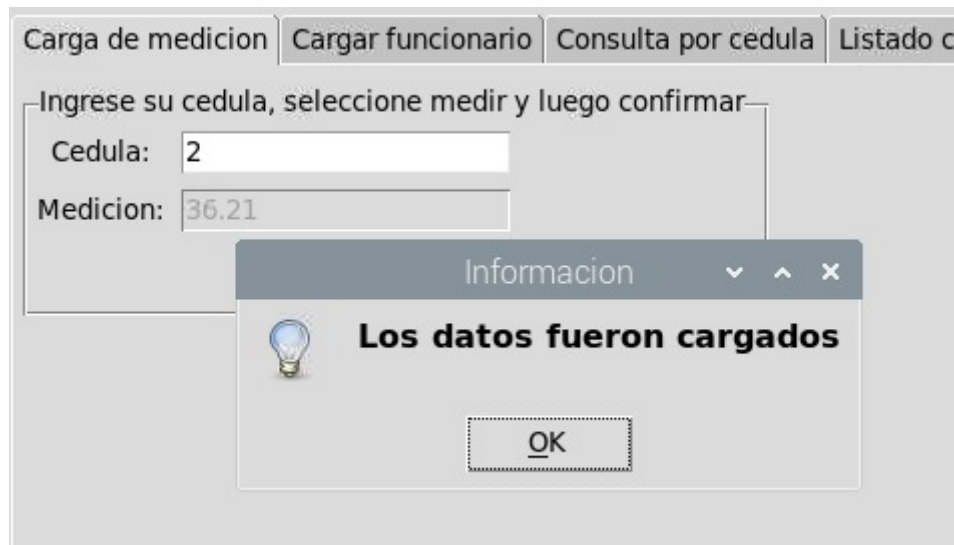 Carga de medicion Cargar funcionario Consulta por cedula Listado c
Ingrese su cedula, seleccione medir y luego confirmar
Cedula: 2
Medicion: 36.21
Informacion
Los datos fueron cargados
OK